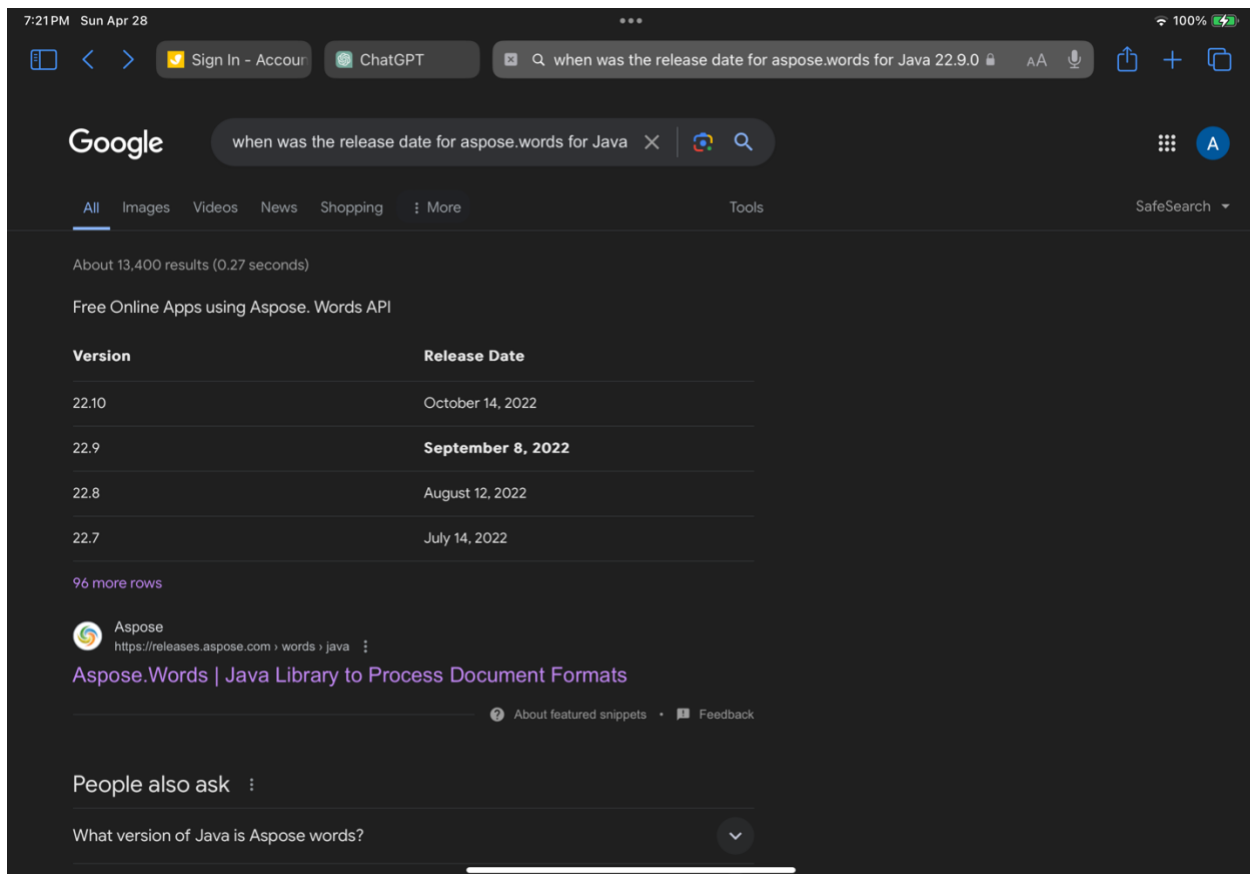 7:21 PM Sun Apr 28
100%
Sign In - Accoun
ChatGPT
when was the release date for aspose.words for Java 22.9.0
AA
Google
when was the release date for aspose.words for Java
A
All Images Videos News Shopping More Tools SafeSearch
About 13,400 results (0.27 seconds)
Free Online Apps using Aspose. Words API
Version Release Date
22.10 October 14, 2022
22.9 September 8, 2022
22.8 August 12, 2022
22.7 July 14, 2022
96 more rows
Aspose
https://releases.aspose.com › words › java
Aspose.Words | Java Library to Process Document Formats
About featured snippets • Feedback
People also ask
What version of Java is Aspose words?